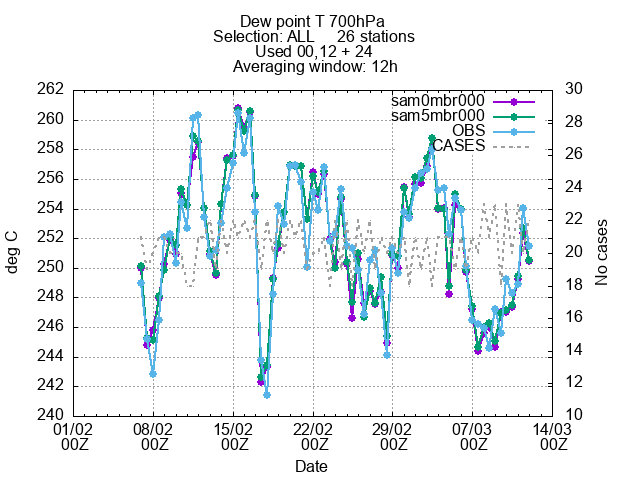 Dew point T 700hPa
Selection: ALL 26 stations
Used 00,12 + 24
Averaging window: 12h
262 30
sam0mbr000
sam5mbr000
OBS
CASES
260 28
258 26
256 24
254 22
252 20
250 18
248 16
246 14
244 12
242 10
240
deg C
No cases
01/02 08/02 15/02 22/02 29/02 07/03 14/03
00Z 00Z 00Z 00Z 00Z 00Z 00Z
Date